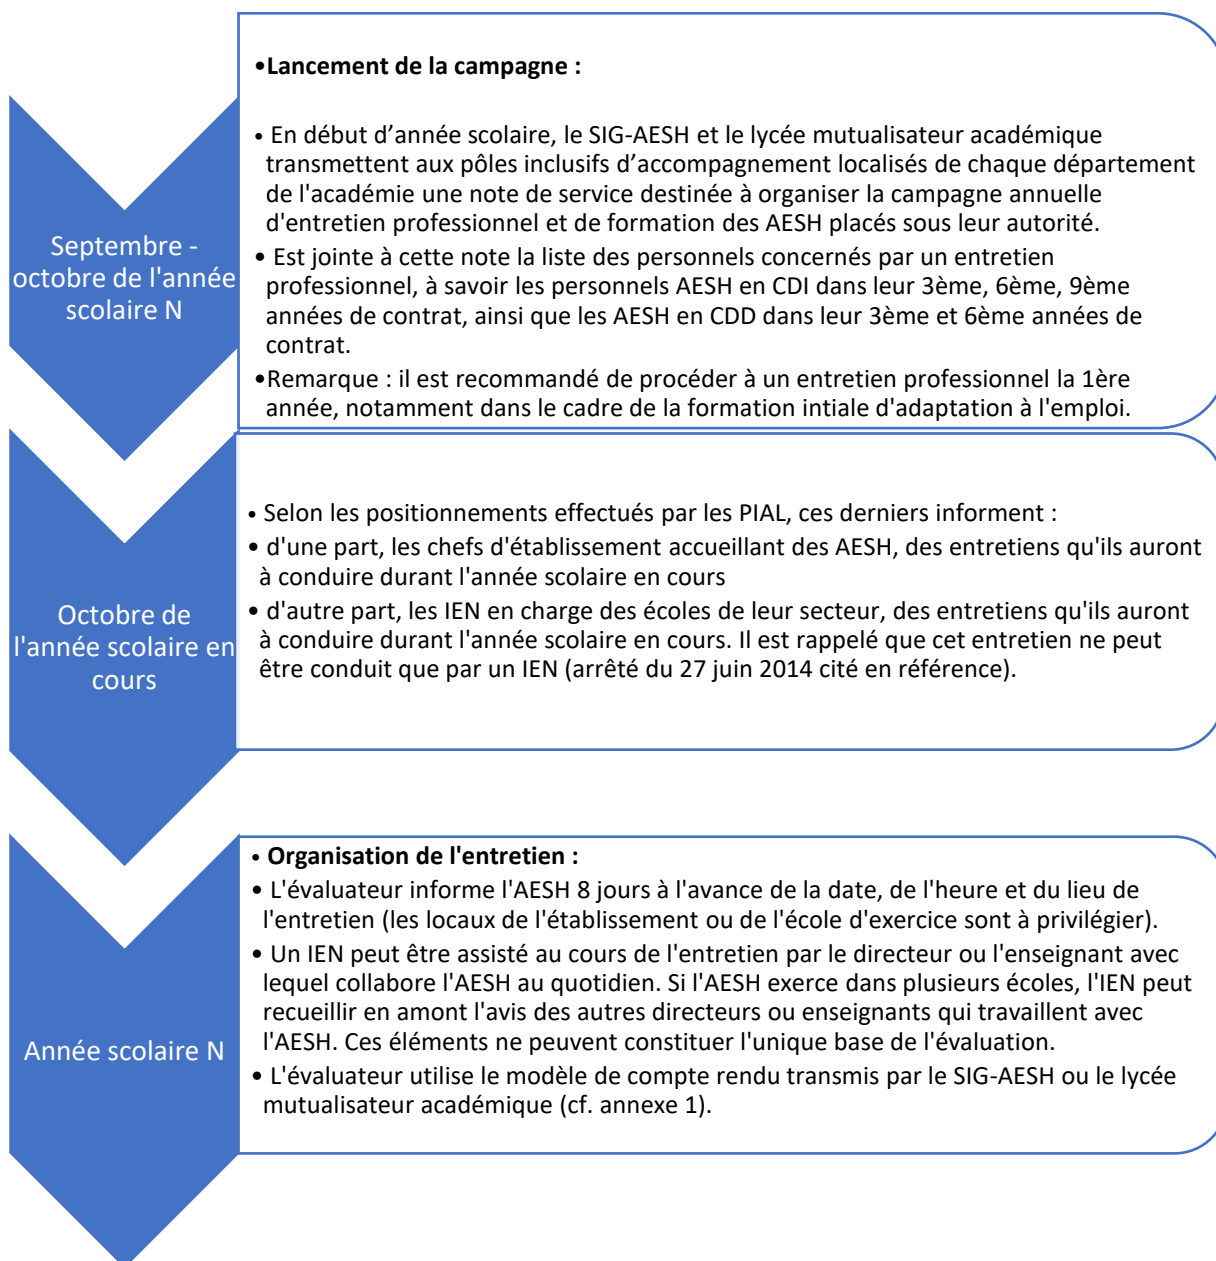 •Lancement de la campagne :
• En début d’année scolaire, le SIG-AESH et le lycée mutualisateur académique
transmettent aux pôles inclusifs d’accompagnement localisés de chaque département
de l'académie une note de service destinée à organiser la campagne annuelle
d'entretien professionnel et de formation des AESH placés sous leur autorité.
• Est jointe à cette note la liste des personnels concernés par un entretien
professionnel, à savoir les personnels AESH en CDI dans leur 3ème, 6ème, 9ème
années de contrat, ainsi que les AESH en CDD dans leur 3ème et 6ème années de
contrat.
•Remarque : il est recommandé de procéder à un entretien professionnel la 1ère
année, notamment dans le cadre de la formation intiale d'adaptation à l'emploi.
Septembre -
octobre de l'année
scolaire N
• Selon les positionnements effectués par les PIAL, ces derniers informent :
• d'une part, les chefs d'établissement accueillant des AESH, des entretiens qu'ils auront
à conduire durant l'année scolaire en cours
• d'autre part, les IEN en charge des écoles de leur secteur, des entretiens qu'ils auront
à conduire durant l'année scolaire en cours. Il est rappelé que cet entretien ne peut
être conduit que par un IEN (arrêté du 27 juin 2014 cité en référence).
Octobre de
l'année scolaire en
cours
• Organisation de l'entretien :
• L'évaluateur informe l'AESH 8 jours à l'avance de la date, de l'heure et du lieu de
l'entretien (les locaux de l'établissement ou de l'école d'exercice sont à privilégier).
• Un IEN peut être assisté au cours de l'entretien par le directeur ou l'enseignant avec
lequel collabore l'AESH au quotidien. Si l'AESH exerce dans plusieurs écoles, l'IEN peut
recueillir en amont l'avis des autres directeurs ou enseignants qui travaillent avec
l'AESH. Ces éléments ne peuvent constituer l'unique base de l'évaluation.
• L'évaluateur utilise le modèle de compte rendu transmis par le SIG-AESH ou le lycée
mutualisateur académique (cf. annexe 1).
Année scolaire N